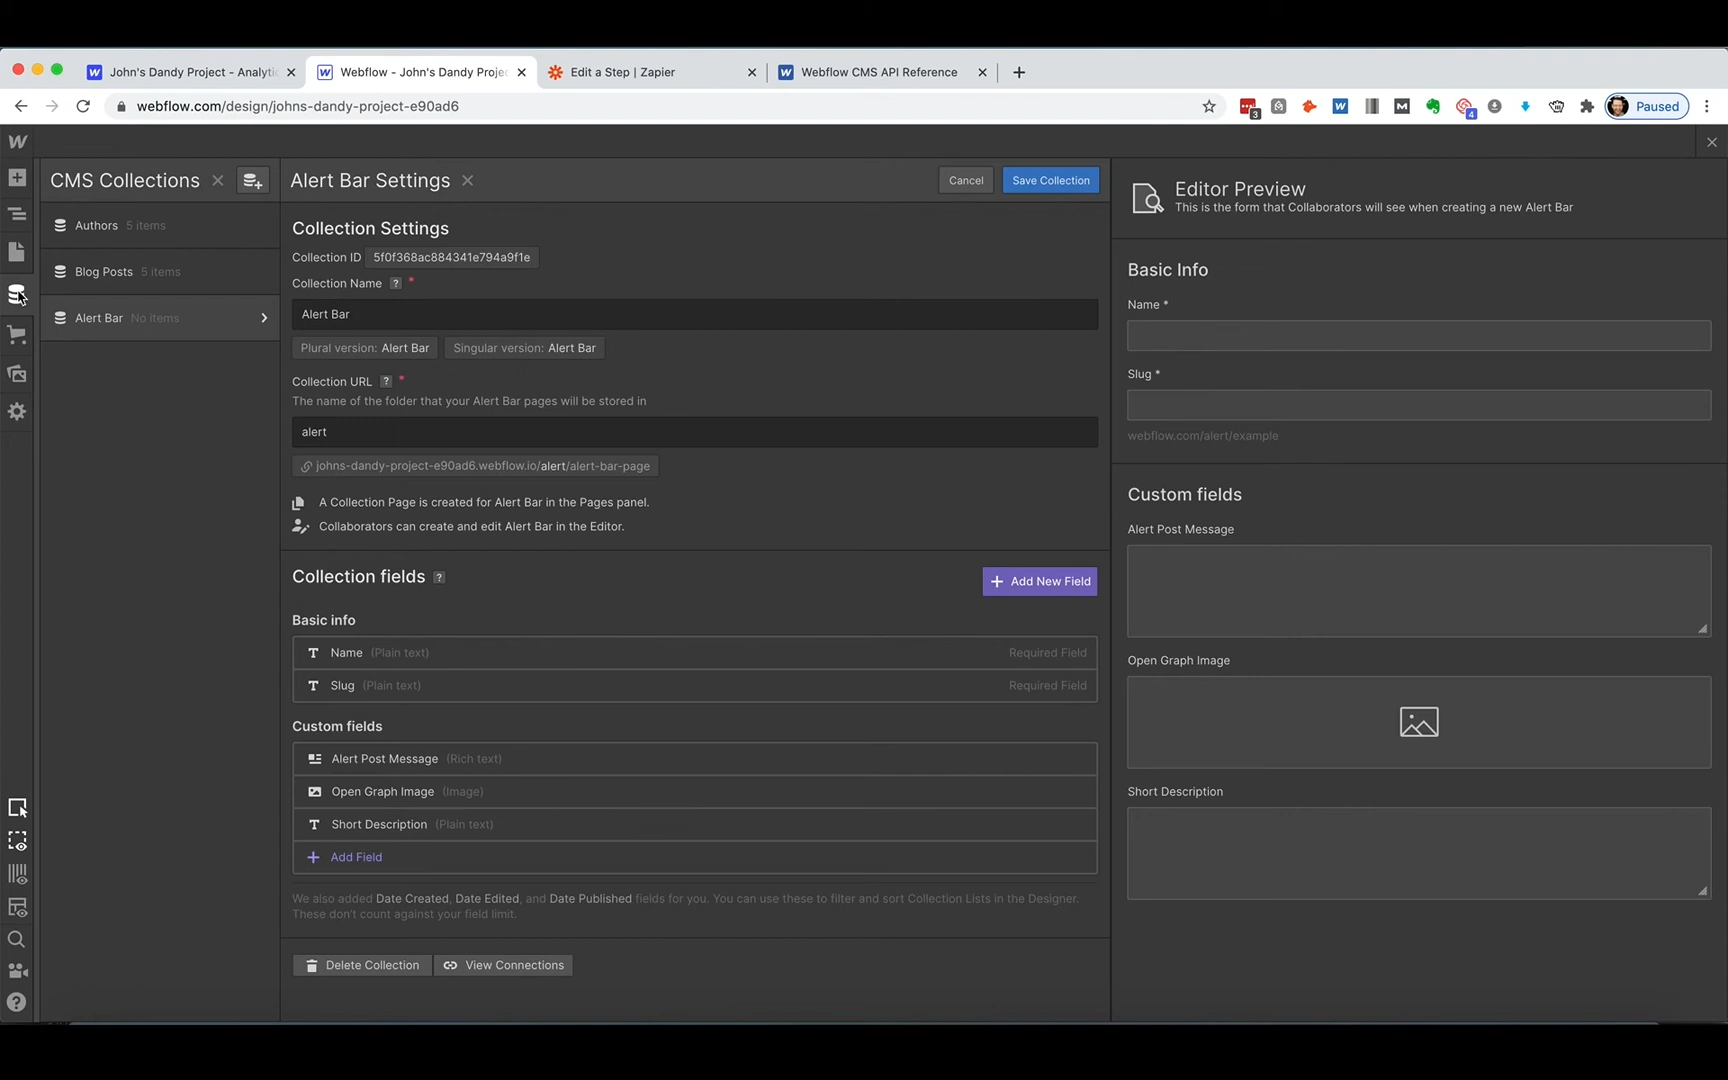 John's Dandy Project - Analytic
Webflow - John's Dandy Projec
Edit a Step | Zapier
Webflow CMS API Reference
webflow.com/design/johns-dandy-project-e90ad6
3
4
Paused
CMS Collections
Authors 5 items
Blog Posts 5 items
Alert Bar No items
Alert Bar Settings
Cancel
Save Collection
Collection Settings
Collection ID 5f0f368ac884341e794a9f1e
Collection Name ? *
Alert Bar
Plural version: Alert Bar
Singular version: Alert Bar
Collection URL ? *
The name of the folder that your Alert Bar pages will be stored in
alert
johns-dandy-project-e90ad6.webflow.io/alert/alert-bar-page
A Collection Page is created for Alert Bar in the Pages panel.
Collaborators can create and edit Alert Bar in the Editor.
Collection fields ?
+ Add New Field
Basic info
Name (Plain text) Required Field
Slug (Plain text) Required Field
Custom fields
Alert Post Message (Rich text)
Open Graph Image (Image)
Short Description (Plain text)
+ Add Field
We also added Date Created, Date Edited, and Date Published fields for you. You can use these to filter and sort Collection Lists in the Designer.
These don't count against your field limit.
Delete Collection
View Connections
Editor Preview
This is the form that Collaborators will see when creating a new Alert Bar
Basic Info
Name *
Slug *
webflow.com/alert/example
Custom fields
Alert Post Message
Open Graph Image
Short Description